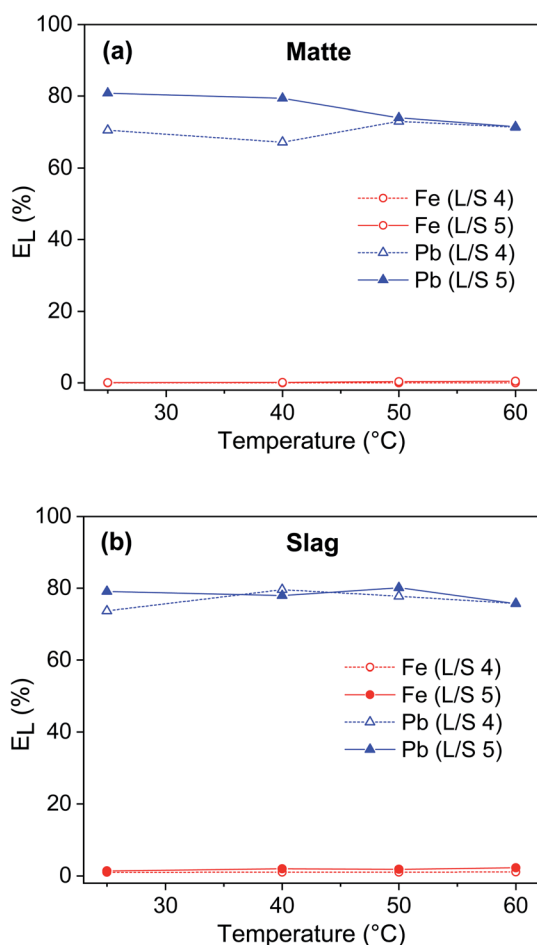 100
(a)
Matte
80
60
Fe (L/S 4)
Fe (L/S 5)
Pb (L/S 4)
Pb (L/S 5)
40
20
0
E_L (%)
30
40
50
60
Temperature (°C)
100
(b)
Slag
80
60
Fe (L/S 4)
Fe (L/S 5)
Pb (L/S 4)
Pb (L/S 5)
40
20
0
E_L (%)
30
40
50
60
Temperature (°C)